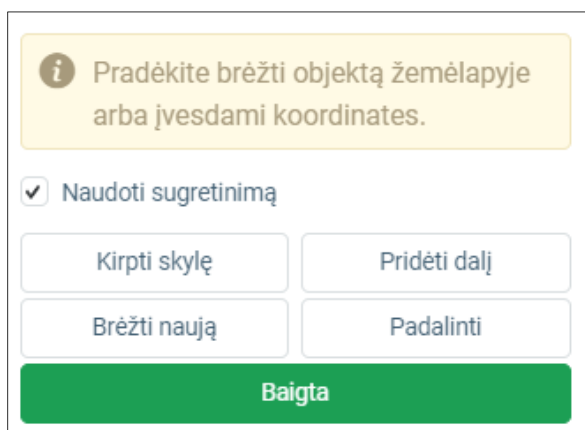 Pradėkite brėžti objektą žemėlapyje
arba įvesdami koordinates.
Naudoti sugretinimą
Kirpti skylę
Pridėti dalį
Brėžti naują
Padalinti
Baigta